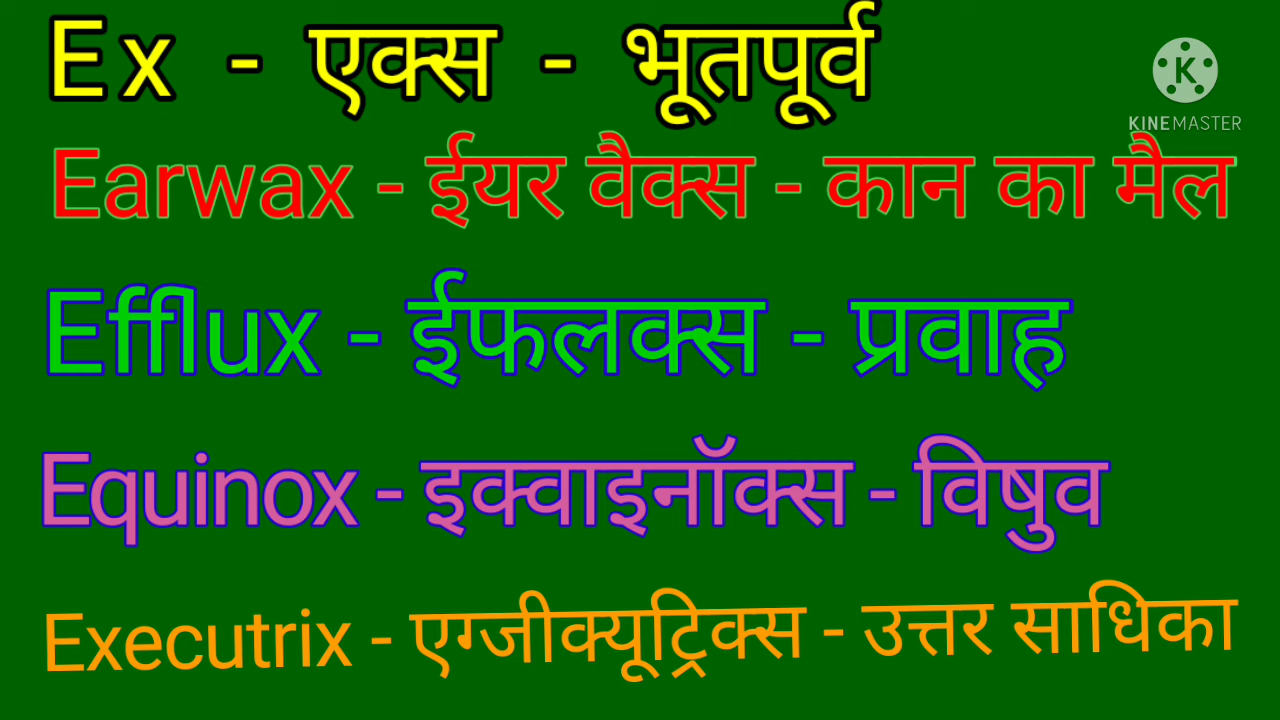 Ex - एक्स - भूतपूर्व
K
KINEMASTER
Earwax - ईयर वैक्स - कान का मैल
Efflux - ईफलक्स - प्रवाह
Equinox - इक्वाइनॉक्स - विषुव
Executrix - एग्जीक्यूट्रिक्स - उत्तर साधिका